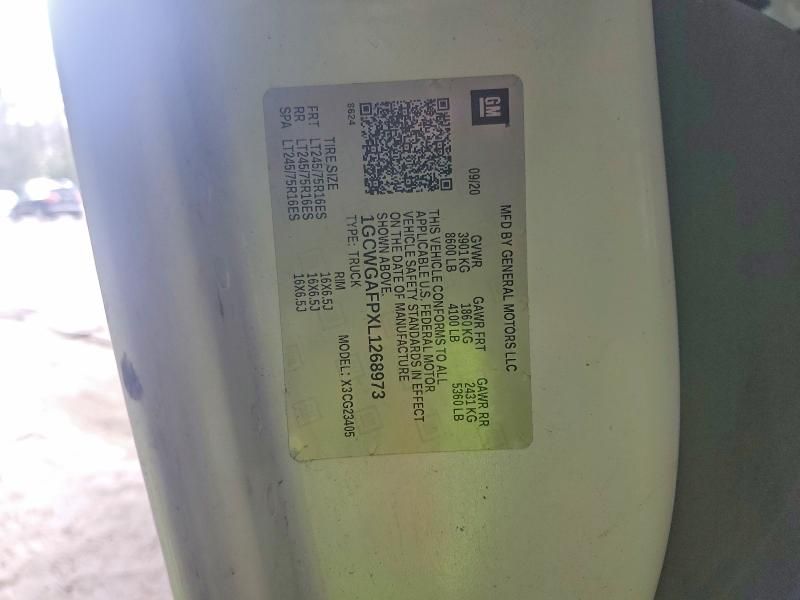 GM
MFD BY GENERAL MOTORS LLC
09/20
GVWR GAWR FRT GAWR RR
3901 KG 1860 KG 2431 KG
8600 LB 4100 LB 5360 LB
THIS VEHICLE CONFORMS TO ALL
APPLICABLE U.S. FEDERAL MOTOR
VEHICLE SAFETY STANDARDS IN EFFECT
ON THE DATE OF MANUFACTURE
SHOWN ABOVE.
1GCWGAFPXL1268973
8624
TYPE: TRUCK MODEL: X3CG23405
TIRE SIZE RIM
FRT LT245/75R16ES 16X6.5J
RR LT245/75R16ES 16X6.5J
SPA LT245/75R16ES 16X6.5J